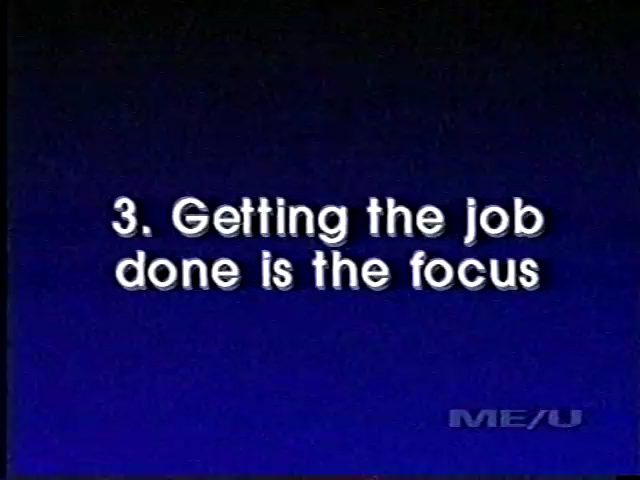 3. Getting the job
done is the focus
ME/U